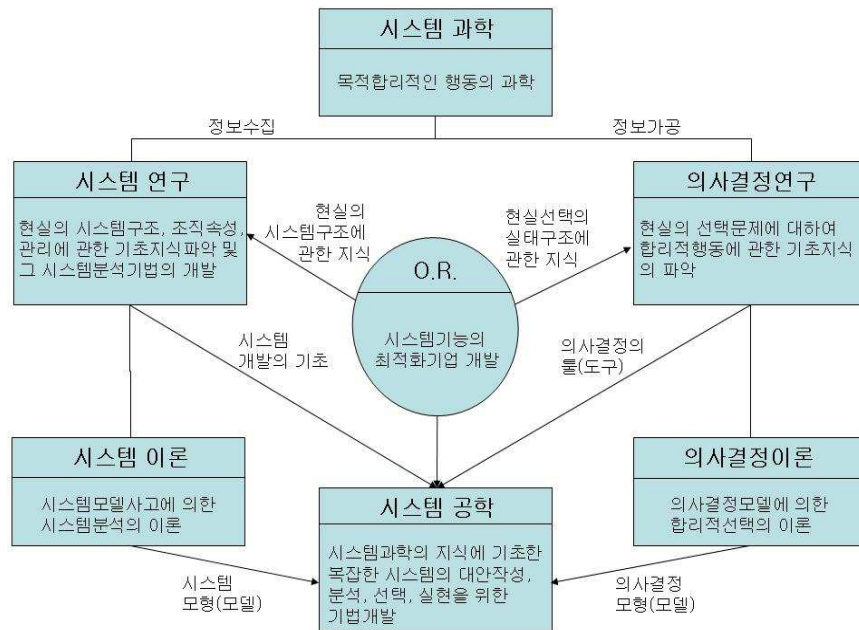 시스템 과학
목적합리적인 행동의 과학
정보수집
정보가공
시스템 연구
현실의 시스템구조, 조직속성,
관리에 관한 기초지식파악 및
그 시스템분석기법의 개발
현실의
시스템구조에
관한 지식
현실선택의
실태구조에
관한 지식
의사결정연구
현실의 선택문제에 대하여
합리적행동에 관한 기초지식
의 파악
O.R.
시스템기능의
최적화기업 개발
시스템
개발의 기초
의사결정의
툴(도구)
시스템 이론
시스템모델사고에 의한
시스템분석의 이론
의사결정이론
의사결정모델에 의한
합리적선택의 이론
시스템 공학
시스템과학의 지식에 기초한
복잡한 시스템의 대안작성,
분석, 선택, 실현을 위한
기법개발
시스템
모형(모델)
의사결정
모형(모델)